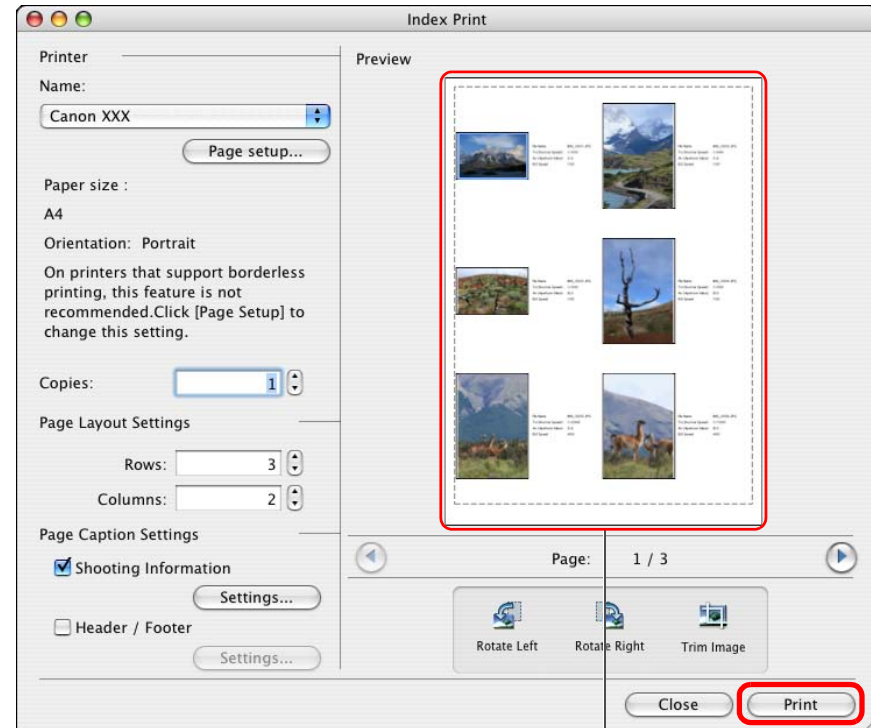 Index Print
Printer
Name:
Canon XXX
Page setup...
Paper size :
A4
Orientation: Portrait
On printers that support borderless
printing, this feature is not
recommended.Click [Page Setup] to
change this setting.
Copies:
1
Page Layout Settings
Rows:
3
Columns:
2
Page Caption Settings
Shooting Information
Settings...
Header / Footer
Settings...
Preview
Page: 1 / 3
Rotate Left
Rotate Right
Trim Image
Close
Print